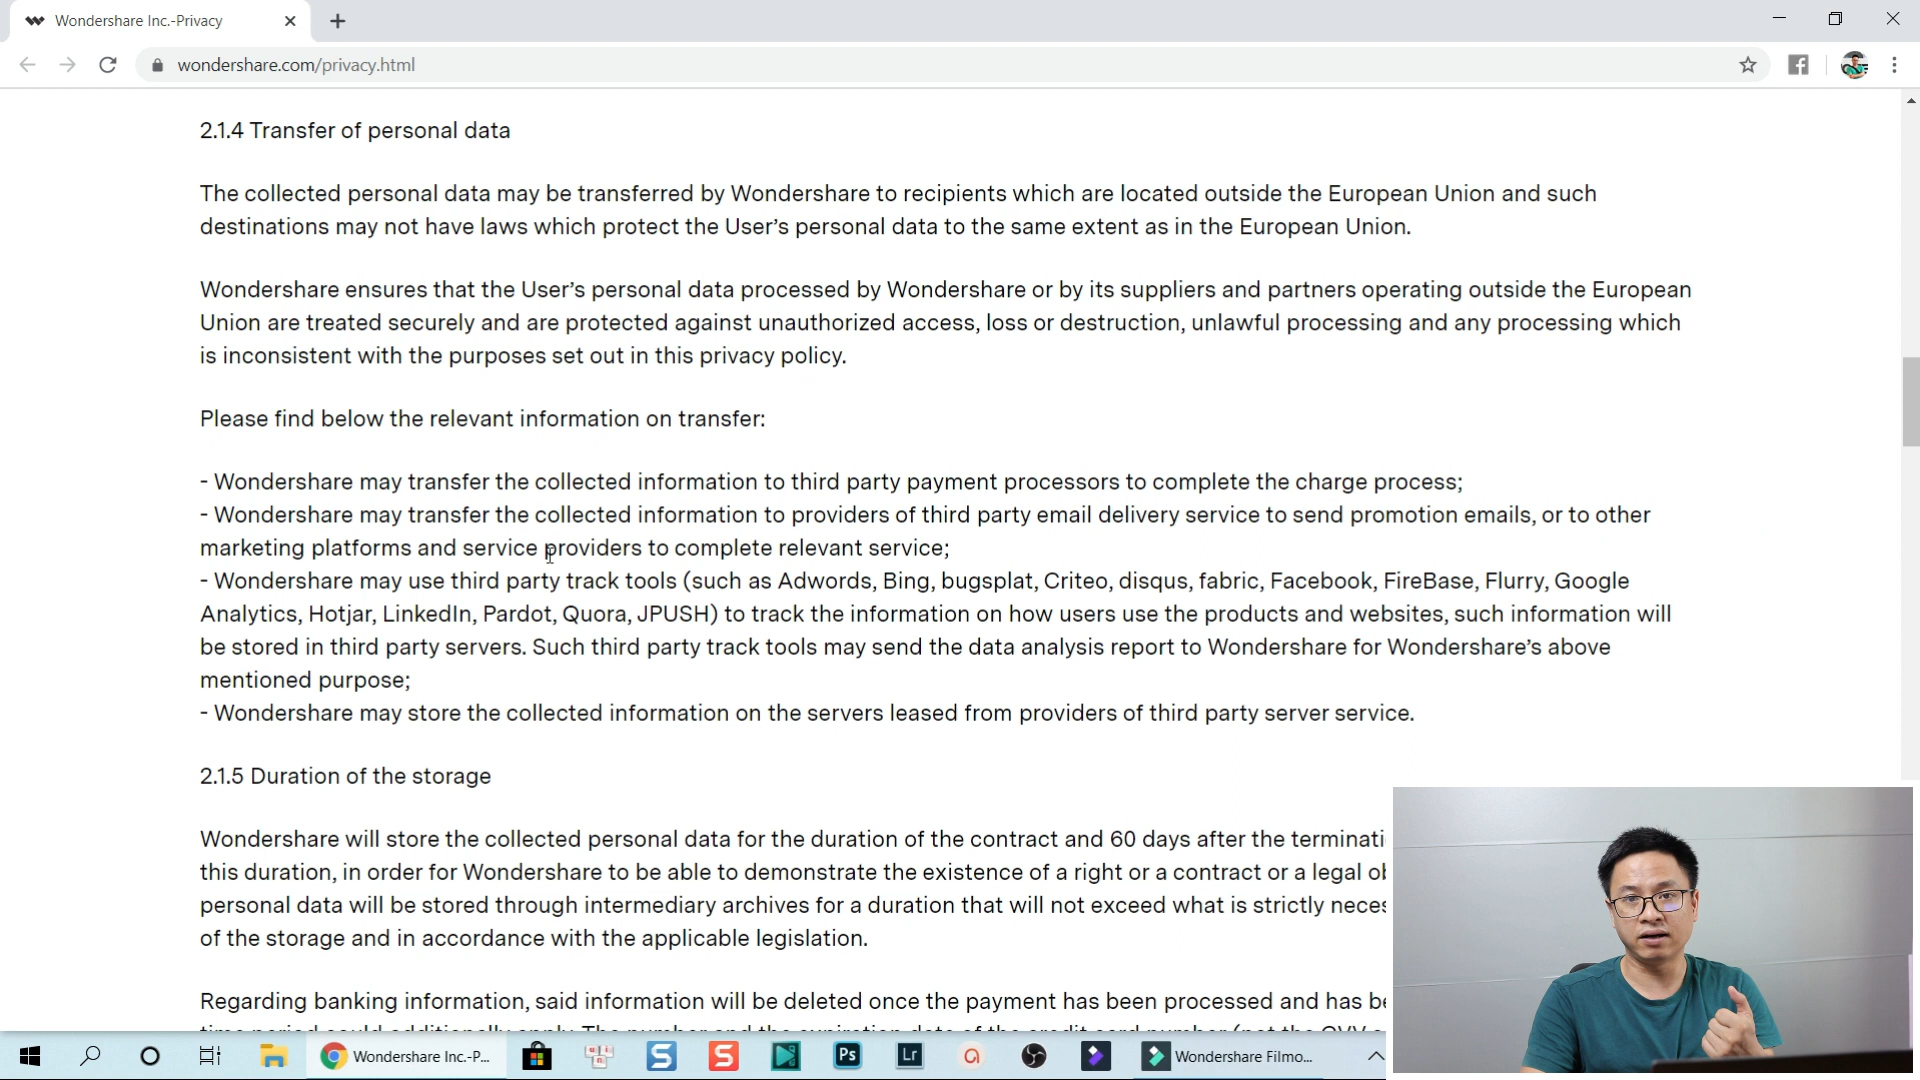 Wondershare Inc.-Privacy
wondershare.com/privacy.html
2.1.4 Transfer of personal data
The collected personal data may be transferred by Wondershare to recipients which are located outside the European Union and such
destinations may not have laws which protect the User’s personal data to the same extent as in the European Union.
Wondershare ensures that the User’s personal data processed by Wondershare or by its suppliers and partners operating outside the European
Union are treated securely and are protected against unauthorized access, loss or destruction, unlawful processing and any processing which
is inconsistent with the purposes set out in this privacy policy.
Please find below the relevant information on transfer:
- Wondershare may transfer the collected information to third party payment processors to complete the charge process;
- Wondershare may transfer the collected information to providers of third party email delivery service to send promotion emails, or to other
marketing platforms and service providers to complete relevant service;
- Wondershare may use third party track tools (such as Adwords, Bing, bugsplat, Criteo, disqus, fabric, Facebook, FireBase, Flurry, Google
Analytics, Hotjar, LinkedIn, Pardot, Quora, JPUSH) to track the information on how users use the products and websites, such information will
be stored in third party servers. Such third party track tools may send the data analysis report to Wondershare for Wondershare’s above
mentioned purpose;
- Wondershare may store the collected information on the servers leased from providers of third party server service.
2.1.5 Duration of the storage
Wondershare will store the collected personal data for the duration of the contract and 60 days after the terminati
this duration, in order for Wondershare to be able to demonstrate the existence of a right or a contract or a legal ob
personal data will be stored through intermediary archives for a duration that will not exceed what is strictly neces
of the storage and in accordance with the applicable legislation.
Regarding banking information, said information will be deleted once the payment has been processed and has be
Wondershare Inc.-P...
Ps
Lr
Wondershare Filmo...